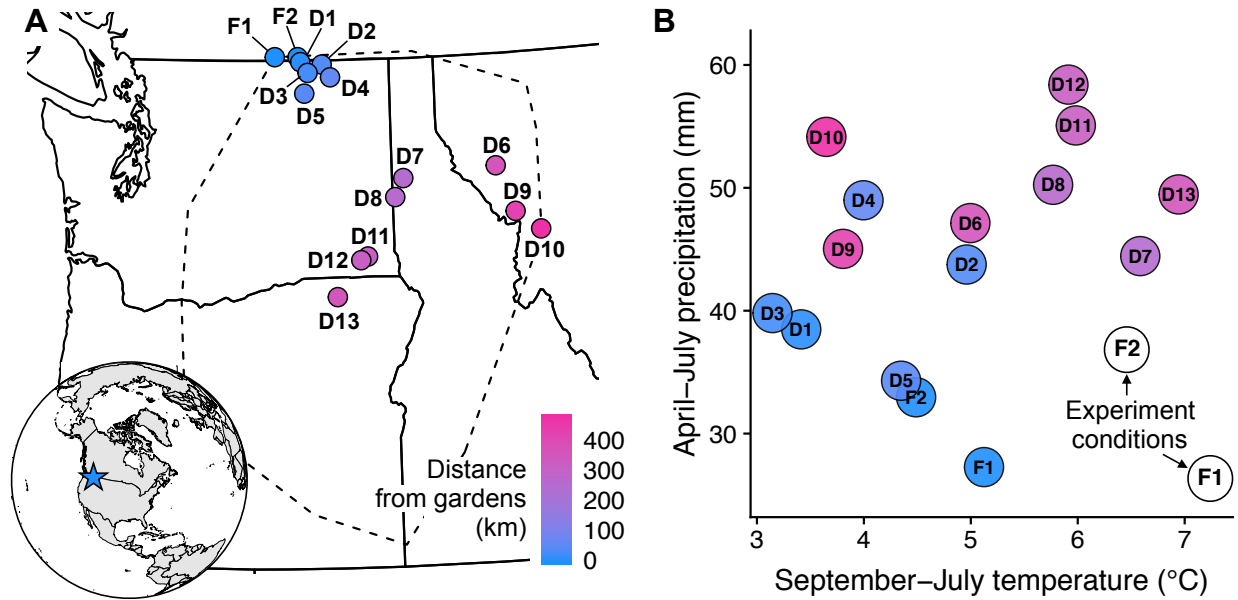 A
F1
F2
D1
D2
D3
D4
D5
D6
D7
D8
D9
D10
D11
D12
D13
Distance
from gardens
(km)
400
300
200
100
0
B
April–July precipitation (mm)
60
50
40
30
D12
D11
D10
D8
D13
D4
D6
D9
D2
D7
D3
D1
F2
D5
F2
Experiment
conditions
F1
F1
3
4
5
6
7
September–July temperature (°C)